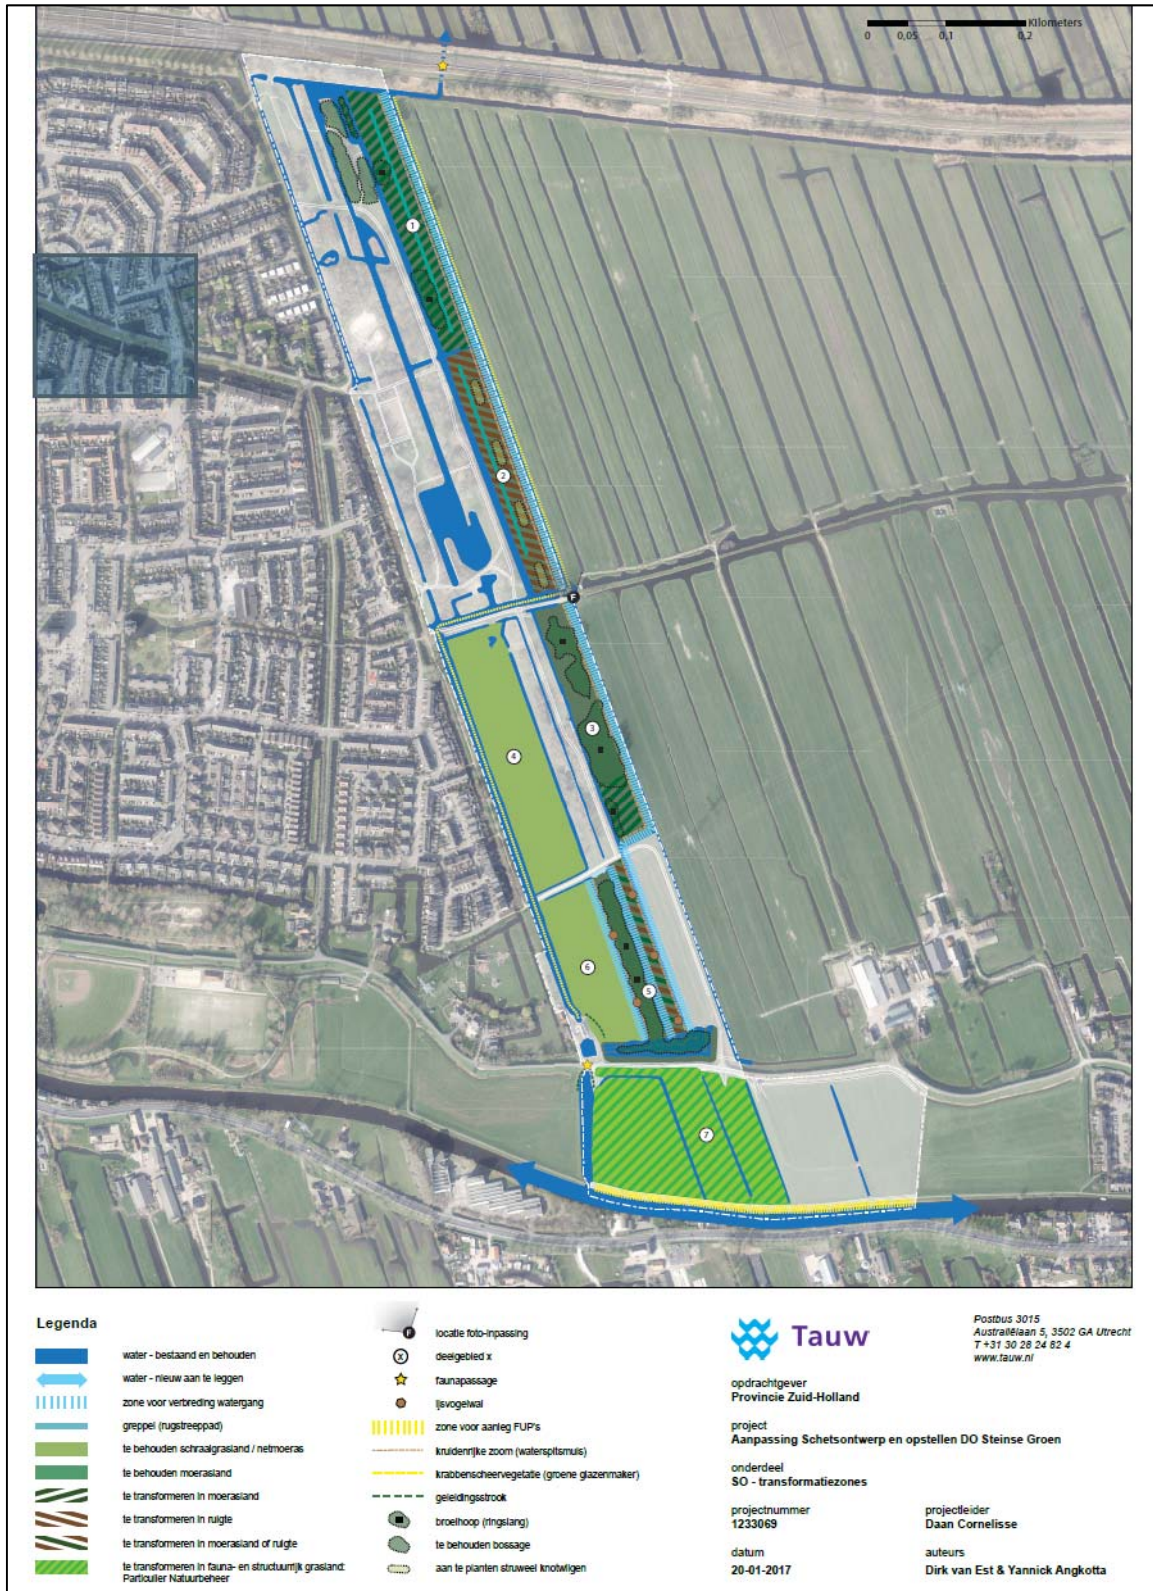 Kilometers
0 0,05 0,1 0,2
1
2
F
3
4
6
5
7
Legenda
water - bestaand en behouden
water - nieuw aan te leggen
zone voor verbreding watergang
greppel (rugstreeppad)
te behouden schraalgrasland / netmoeras
te behouden moerasland
te transformeren in moerasland
te transformeren in ruigte
te transformeren in moerasland of ruigte
te transformeren in fauna- en structuurrijk grasland:
Particulier Natuurbeheer
F locatie foto-inpassing
x deelgebied x
faunapassage
ijsvogelwal
zone voor aanleg FUP's
kruidenrijke zoom (waterspitsmuis)
krabbenscheervegetatie (groene glazenmaker)
geleidingsstrook
broeihoop (ringslang)
te behouden bossage
aan te planten struweel knotwilgen
Tauw
Postbus 3015
Australiëlaan 5, 3502 GA Utrecht
T +31 30 28 24 82 4
www.tauw.nl
opdrachtgever
Provincie Zuid-Holland
project
Aanpassing Schetsontwerp en opstellen DO Steinse Groen
onderdeel
SO - transformatiezones
projectnummer
1233069
projectleider
Daan Cornelisse
datum
20-01-2017
auteurs
Dirk van Est & Yannick Angkotta